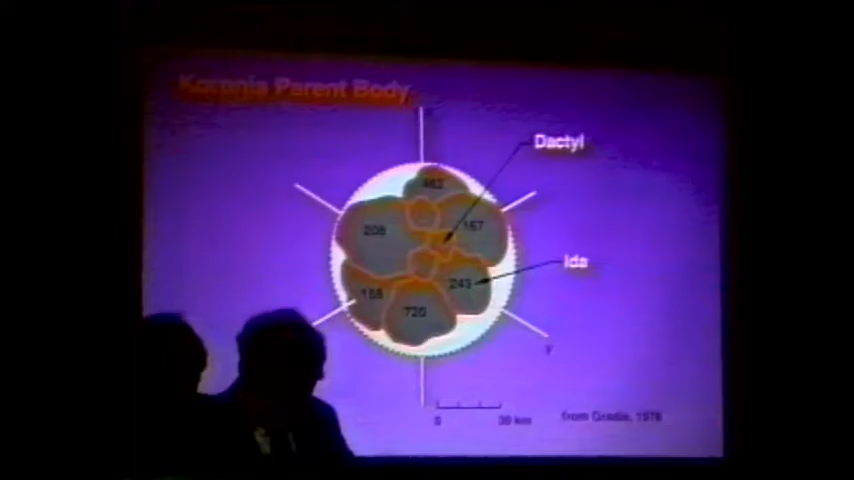 Koronis Parent Body
Dactyl
462
208
167
Ida
243
158
720
Y
0
30 km
from Gradie, 1978